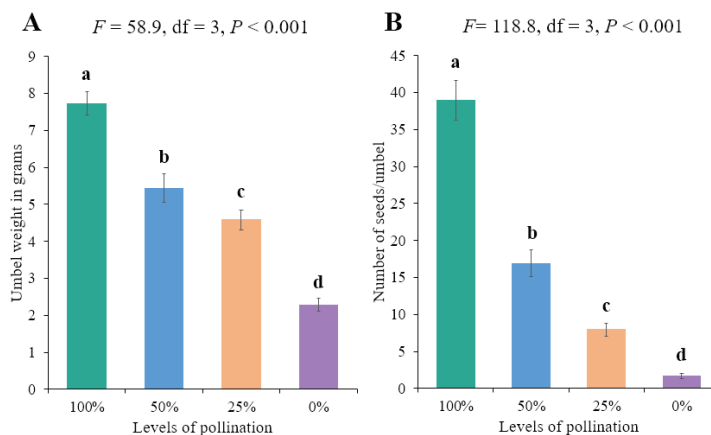 A
F = 58.9, df = 3, P < 0.001
Umbel weight in grams
9
8
7
6
5
4
3
2
1
0
a
b
c
d
100% 50% 25% 0%
Levels of pollination
B
F= 118.8, df = 3, P < 0.001
Number of seeds/umbel
45
40
35
30
25
20
15
10
5
0
a
b
c
d
100% 50% 25% 0%
Levels of pollination